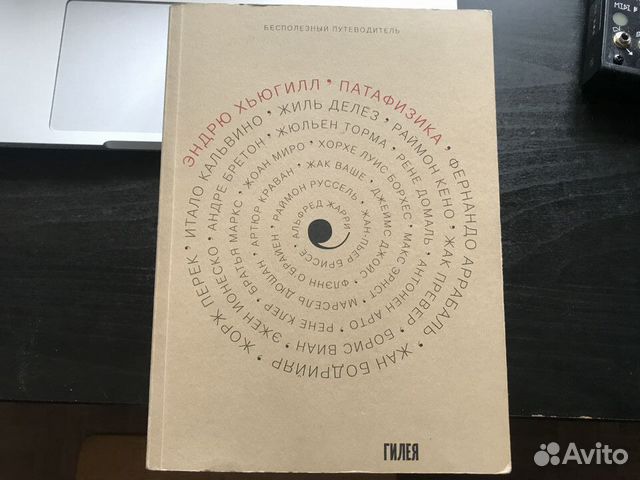 БЕСПОЛЕЗНЫЙ ПУТЕВОДИТЕЛЬ
ЭНДРЮ ХЬЮГИЛЛ ’ ПАТАФИЗИКА ’ ФЕРНАНДО АРРАБАЛЬ ’ ЖАН БОДРИЙЯР ’ ЖОРЖ ПЕРЕК ’ ИТАЛО КАЛЬВИНО ’ ЖИЛЬ ДЕЛЕЗ ’ РАЙМОН КЕНО ’ ЖАК ПРЕВЕР ’ БОРИС ВИАН ’ ЭЖЕН ИОНЕСКО ’ АНДРЕ БРЕТОН ’ ЖЮЛЬЕН ТОРМА ’ РЕНЕ ДОМАЛЬ ’ АНТОНЕН АРТО ’ РЕНЕ КЛЕР ’ БРАТЬЯ МАРКС ’ ЖОАН МИРО ’ ХОРХЕ ЛУИС БОРХЕС ’ МАКС ЭРНСТ ’ МАРСЕЛЬ ДЮШАН ’ АРТЮР КРАВАН ’ ЖАК ВАШЕ ’ ДЖЕЙМС ДЖОЙС ’ ФЛЭНН О’БРАЙЕН ’ РАЙМОН РУССЕЛЬ ’ ЖАН-ПЬЕР БРИССЕ ’ АЛЬФРЕД ЖАРРИ ’
ГИЛЕЯ
MIDI
Avito